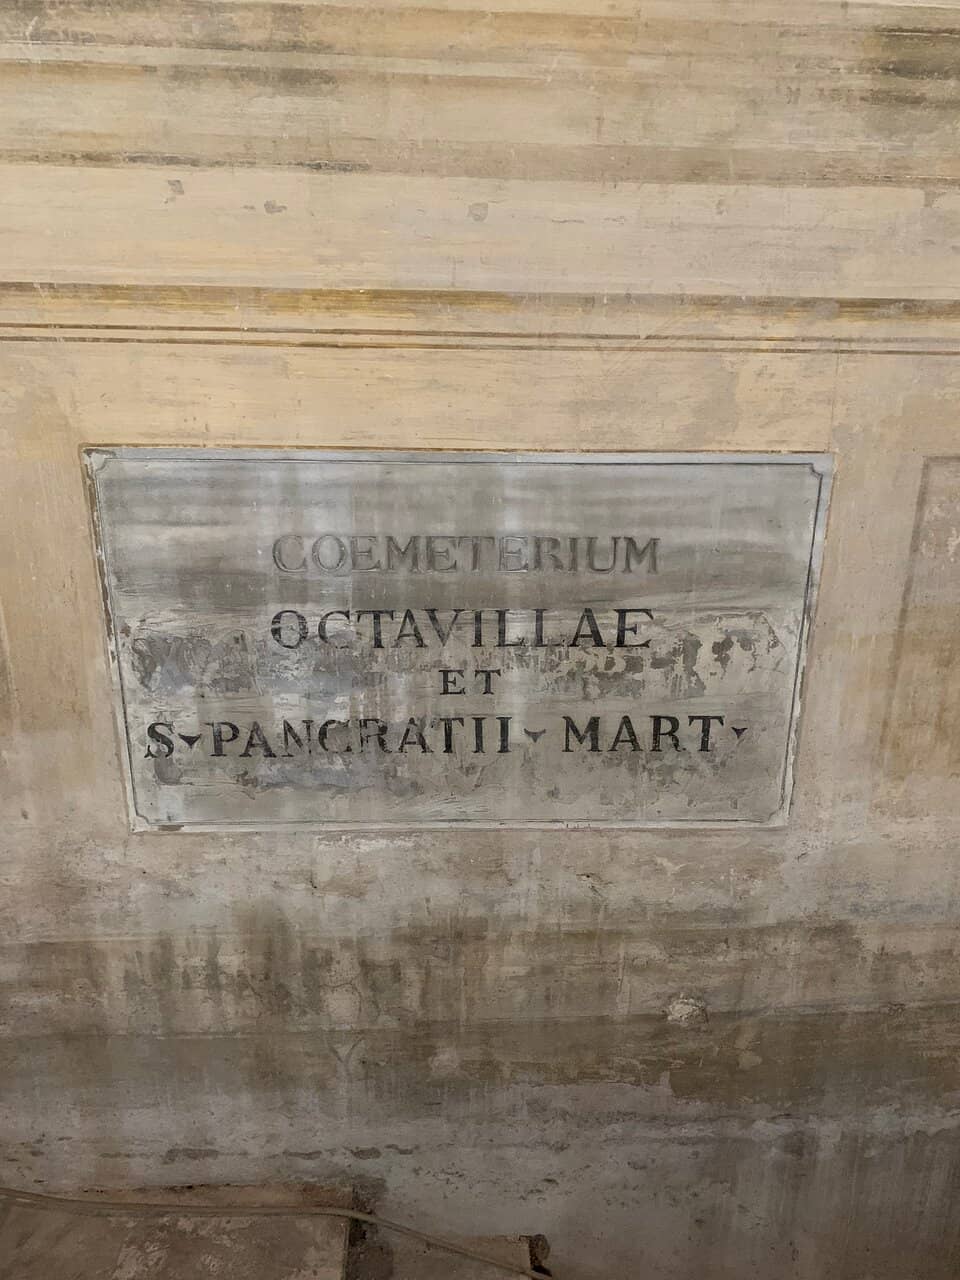 COEMETERIUM
OCTAVILLAE
ET
S▾PANCRATII▾MART▾